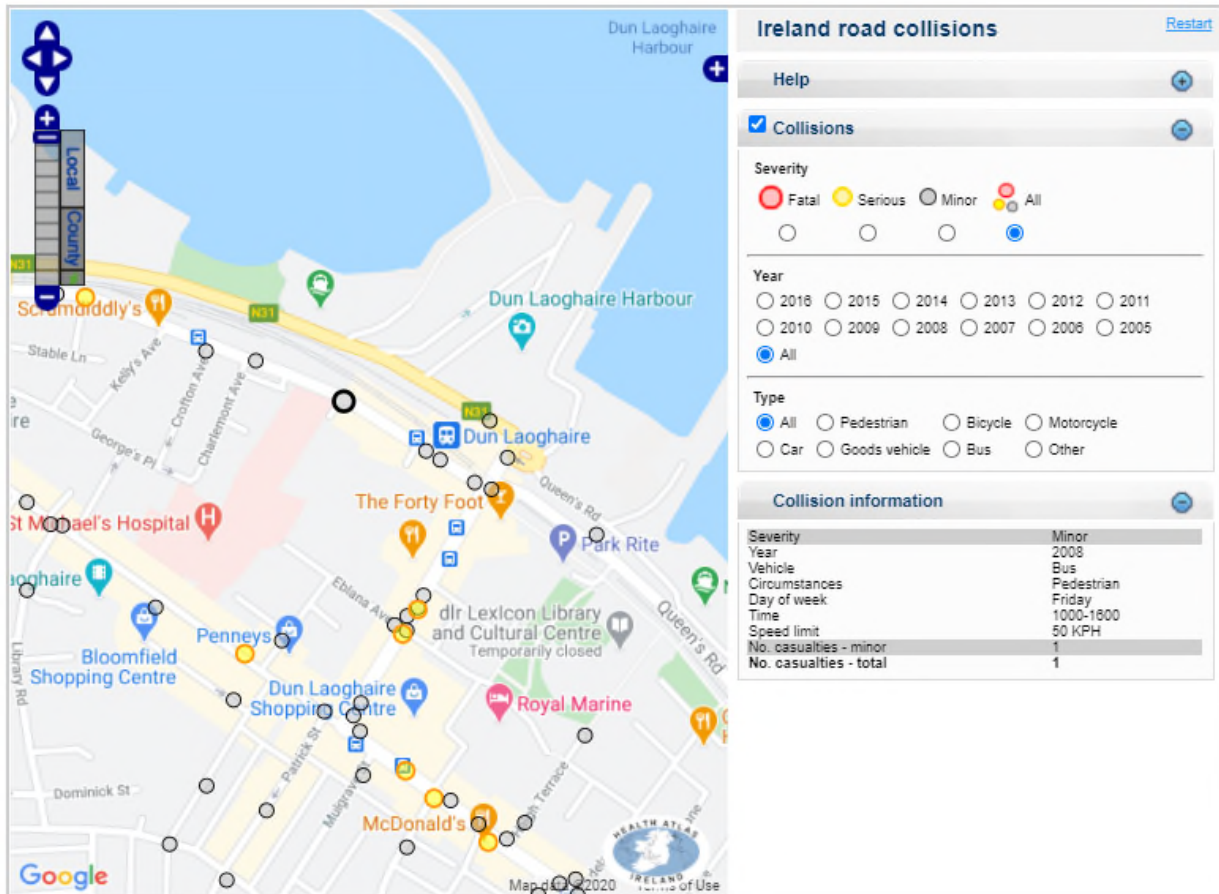 Dun Laoghaire
Harbour
Local
County
N31
Scrumdiddly's
N31
Dun Laoghaire Harbour
Stable Ln
Kelly's Ave
Crofton Ave
Charlemont Ave
George's Pl
N31
Dun Laoghaire
Queen's Rd
The Forty Foot
St Michael's Hospital
Park Rite
Eblana Ave
dlr LexIcon Library
and Cultural Centre
Temporarily closed
Queen's Rd
Penneys
Bloomfield
Shopping Centre
Library Rd
Dun Laoghaire
Shopping Centre
Royal Marine
Patrick St
Dominick St
Mulgrave St
Terrace
McDonald's
HEALTH ATLAS
IRELAND
Google
Map data ©2020
Terms of Use
Ireland road collisions
Restart
Help
Collisions
Severity
Fatal Serious Minor All
Year
2016 2015 2014 2013 2012 2011
2010 2009 2008 2007 2006 2005
All
Type
All Pedestrian Bicycle Motorcycle
Car Goods vehicle Bus Other
Collision information
Severity Minor
Year 2008
Vehicle Bus
Circumstances Pedestrian
Day of week Friday
Time 1000-1600
Speed limit 50 KPH
No. casualties - minor 1
No. casualties - total 1